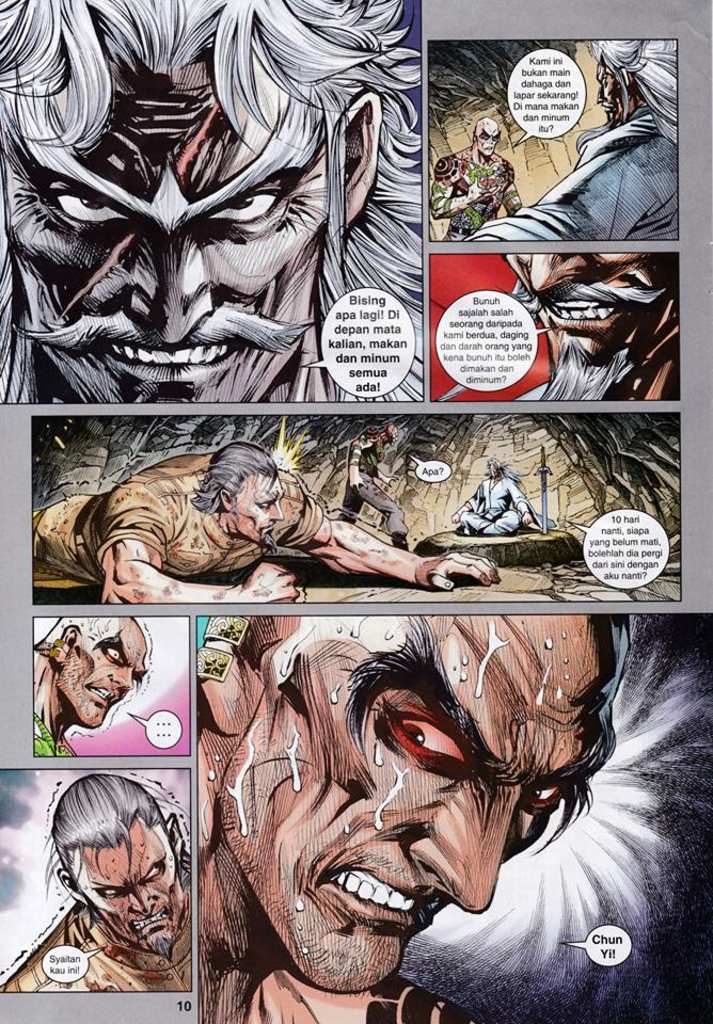 Kami ini
bukan main
dahaga dan
lapar sekarang!
Di mana makan
dan minum
itu?
Bising
apa lagi! Di
depan mata
kalian, makan
dan minum
semua
ada!
Bunuh
sajalah salah
seorang daripada
kami berdua, daging
dan darah orang yang
kena bunuh itu boleh
dimakan dan
diminum?
Apa?
10 hari
nanti, siapa
yang belum mati,
bolehlah dia pergi
dari sini dengan
aku nanti?
...
...
Syaitan
kau ini!
Chun
Yi!
10